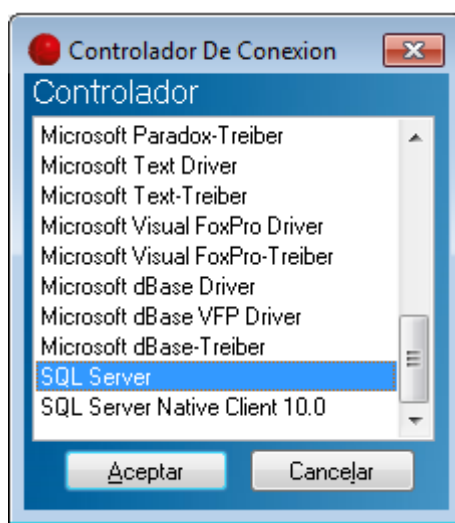 Controlador De Conexion
Controlador
Microsoft Paradox-Treiber
Microsoft Text Driver
Microsoft Text-Treiber
Microsoft Visual FoxPro Driver
Microsoft Visual FoxPro-Treiber
Microsoft dBase Driver
Microsoft dBase VFP Driver
Microsoft dBase-Treiber
SQL Server
SQL Server Native Client 10.0
Aceptar Cancelar